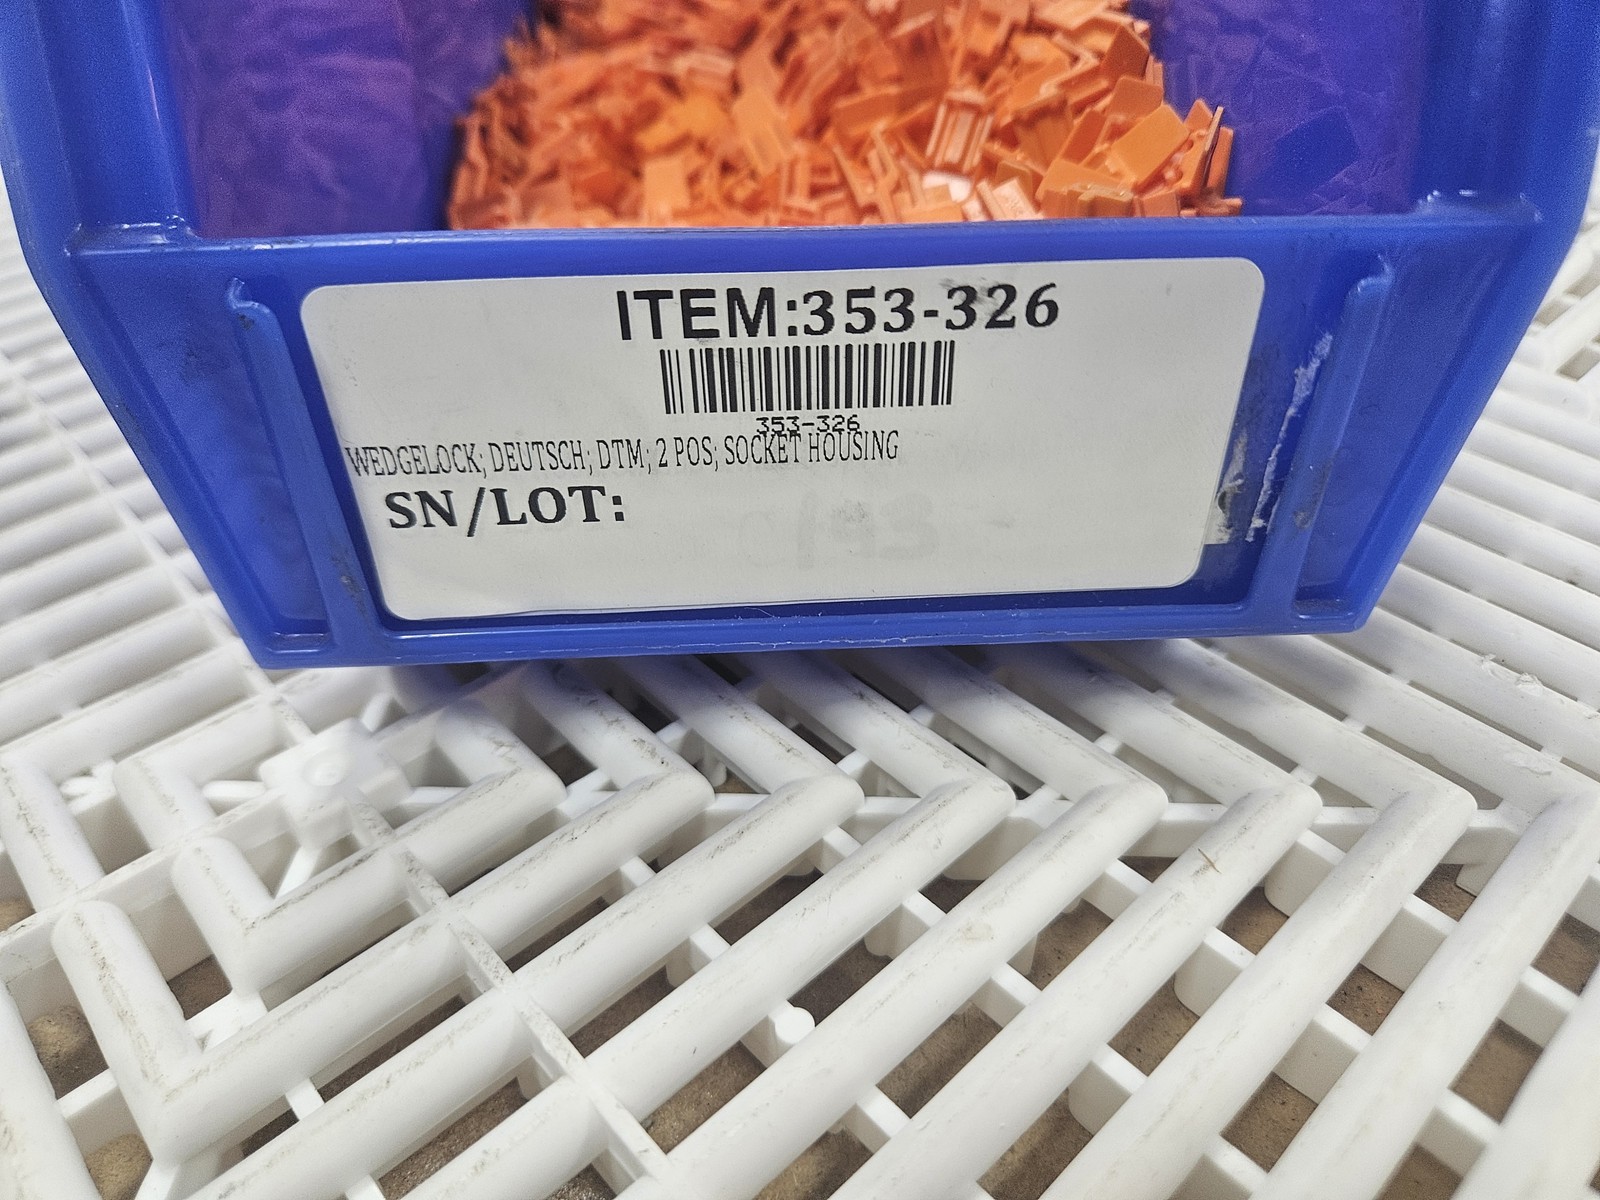 ITEM:353-326
353-326
WEDGELOCK; DEUTSCH; DTM; 2 POS; SOCKET HOUSING
SN/LOT: